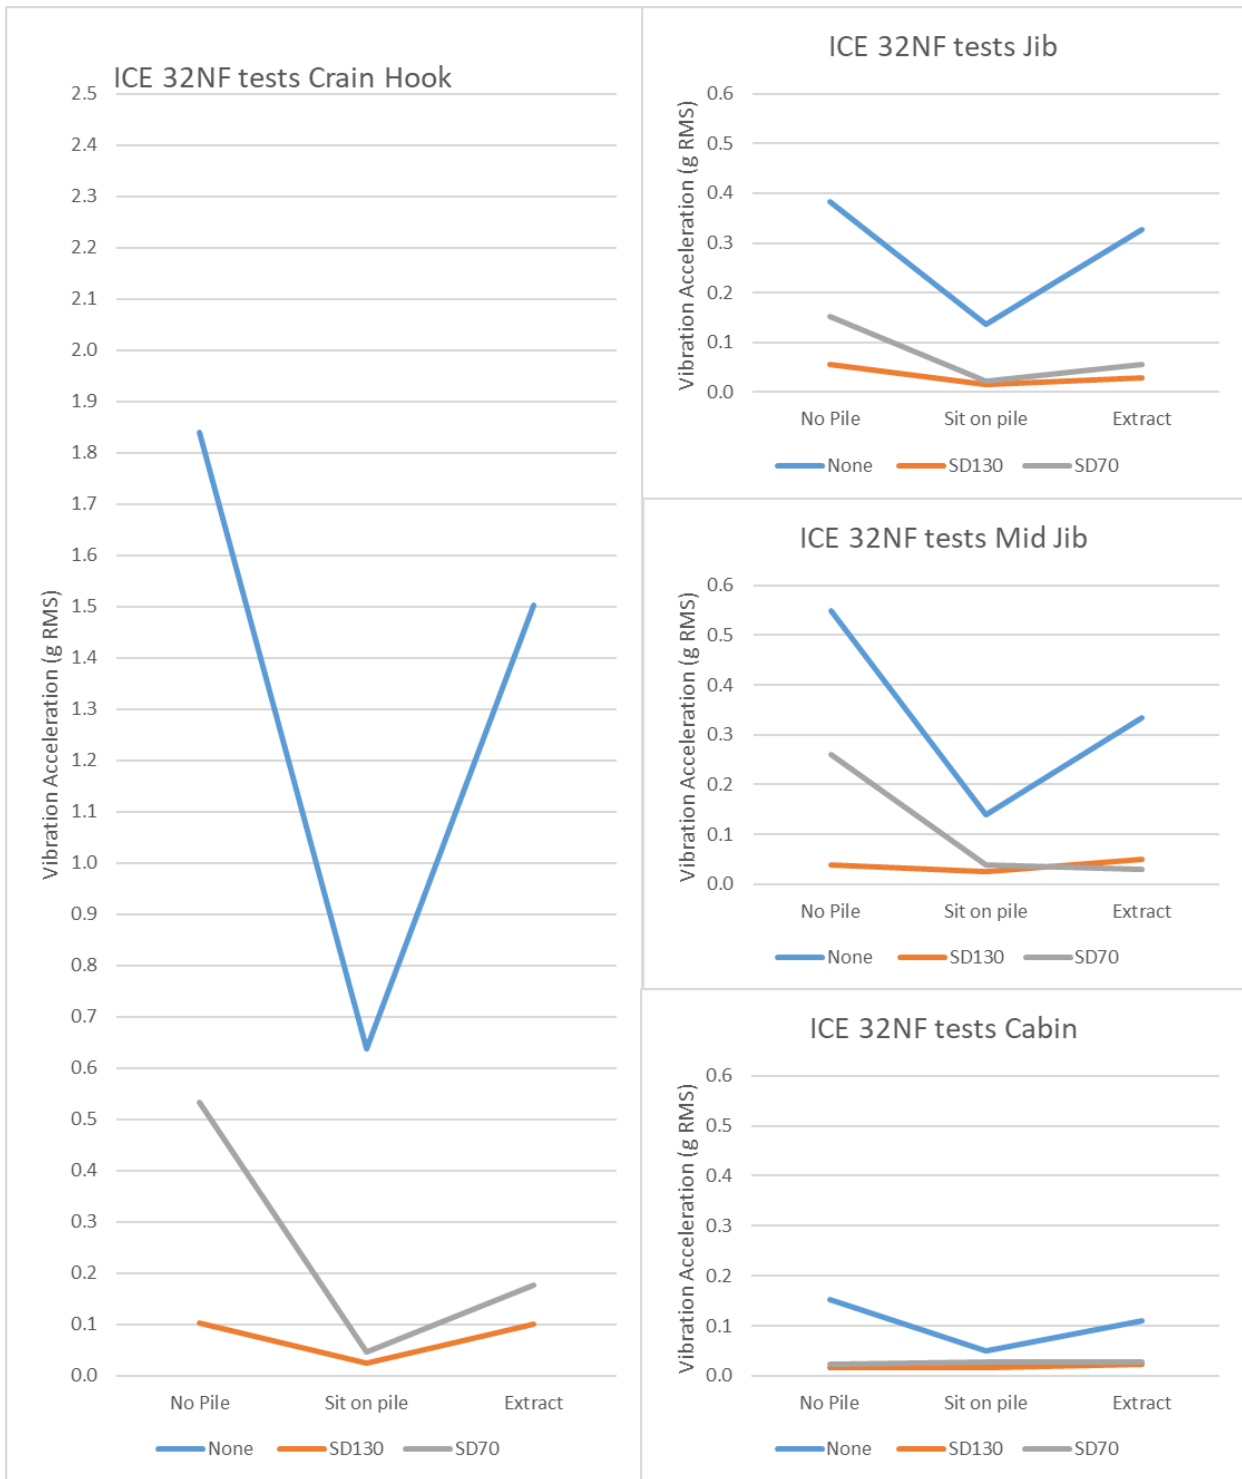 ICE 32NF tests Crain Hook
Vibration Acceleration (g RMS)
2.5
2.4
2.3
2.2
2.1
2.0
1.9
1.8
1.7
1.6
1.5
1.4
1.3
1.2
1.1
1.0
0.9
0.8
0.7
0.6
0.5
0.4
0.3
0.2
0.1
0.0
No Pile Sit on pile Extract
None SD130 SD70
ICE 32NF tests Jib
Vibration Acceleration (g RMS)
0.6
0.5
0.4
0.3
0.2
0.1
0.0
No Pile Sit on pile Extract
None SD130 SD70
ICE 32NF tests Mid Jib
Vibration Acceleration (g RMS)
0.6
0.5
0.4
0.3
0.2
0.1
0.0
No Pile Sit on pile Extract
None SD130 SD70
ICE 32NF tests Cabin
Vibration Acceleration (g RMS)
0.6
0.5
0.4
0.3
0.2
0.1
0.0
No Pile Sit on pile Extract
None SD130 SD70